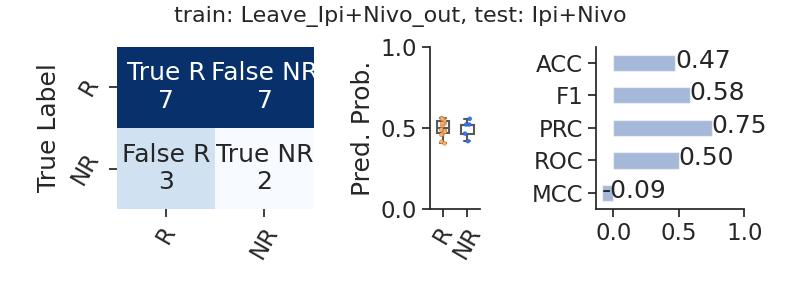 train: Leave_Ipi+Nivo_out, test: Ipi+Nivo
True Label
R
NR
True R
7
False NR
7
False R
3
True NR
2
R
NR
Pred. Prob.
1.0
0.5
0.0
R
NR
ACC
0.47
F1
0.58
PRC
0.75
ROC
0.50
MCC
-0.09
0.0
0.5
1.0